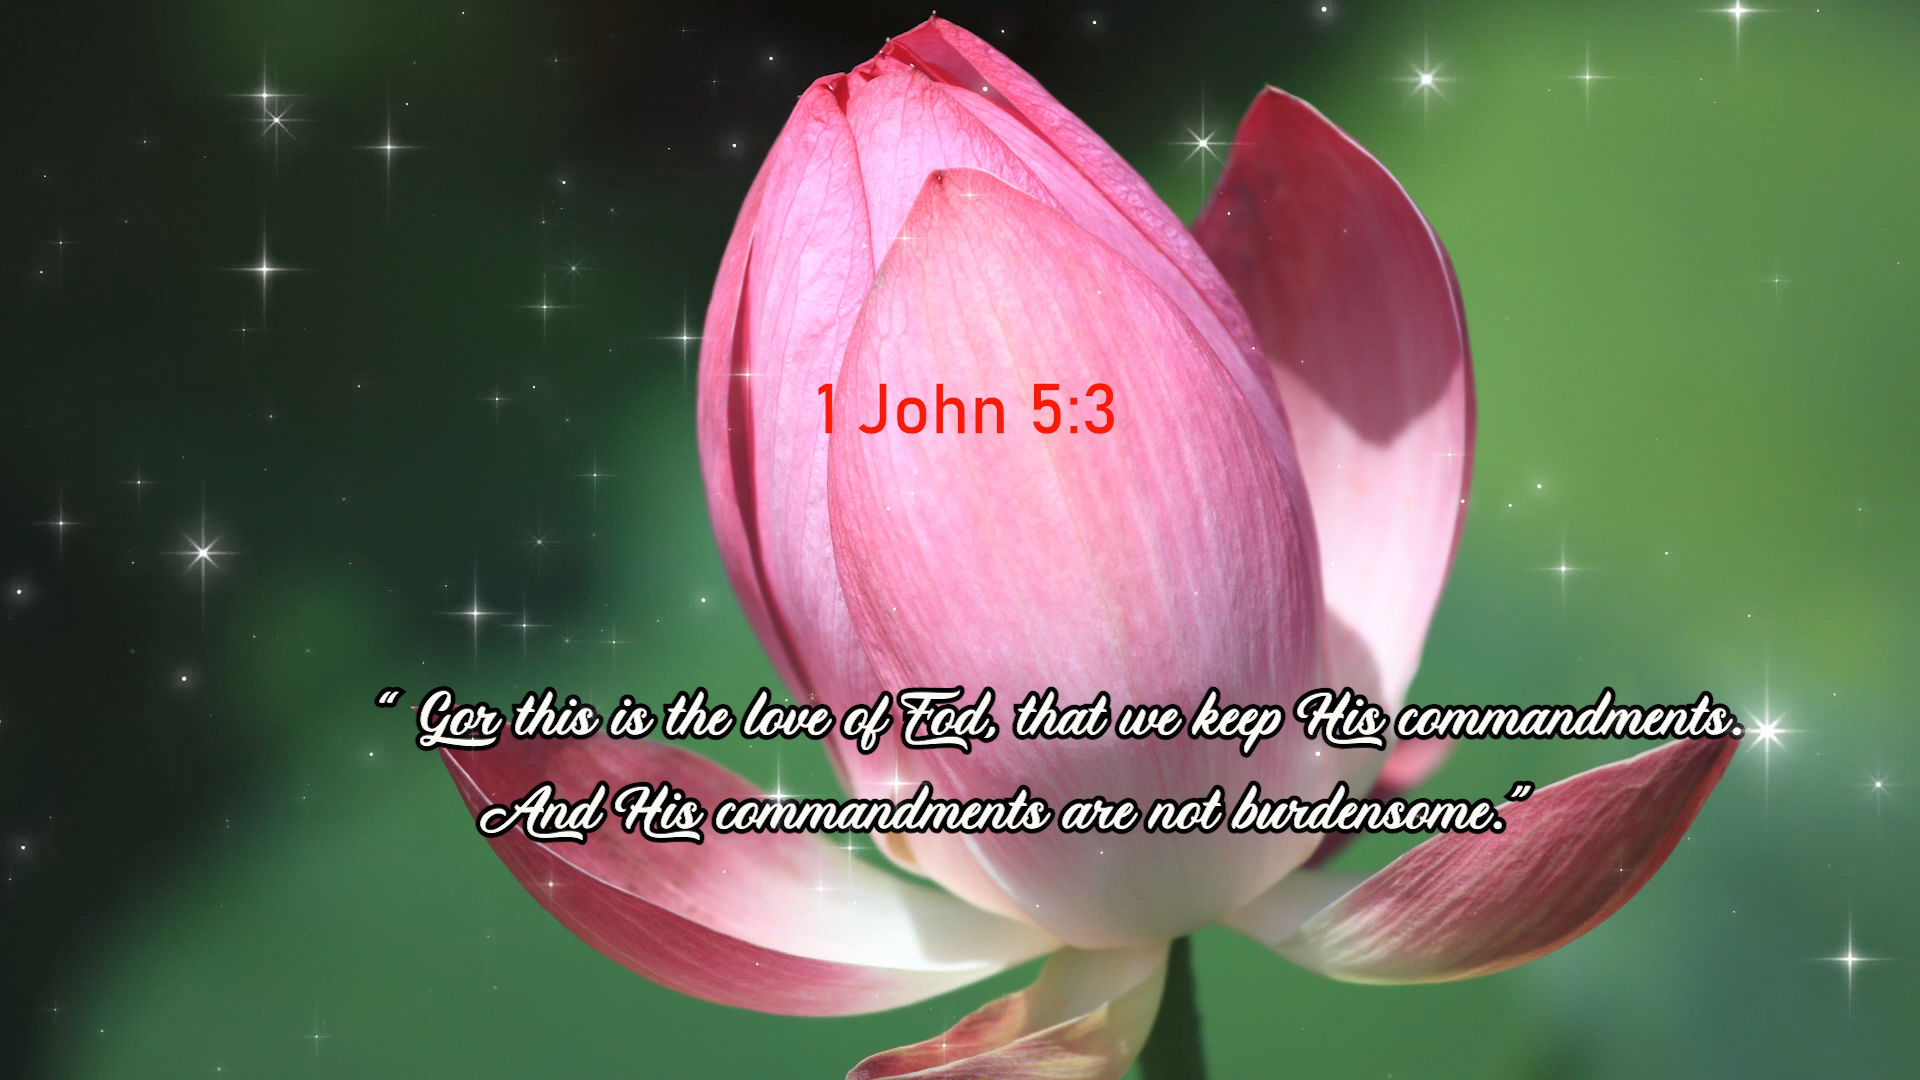 1 John 5:3
“ Gor this is the love of Fod, that we keep His commandments.
And His commandments are not burdensome.”